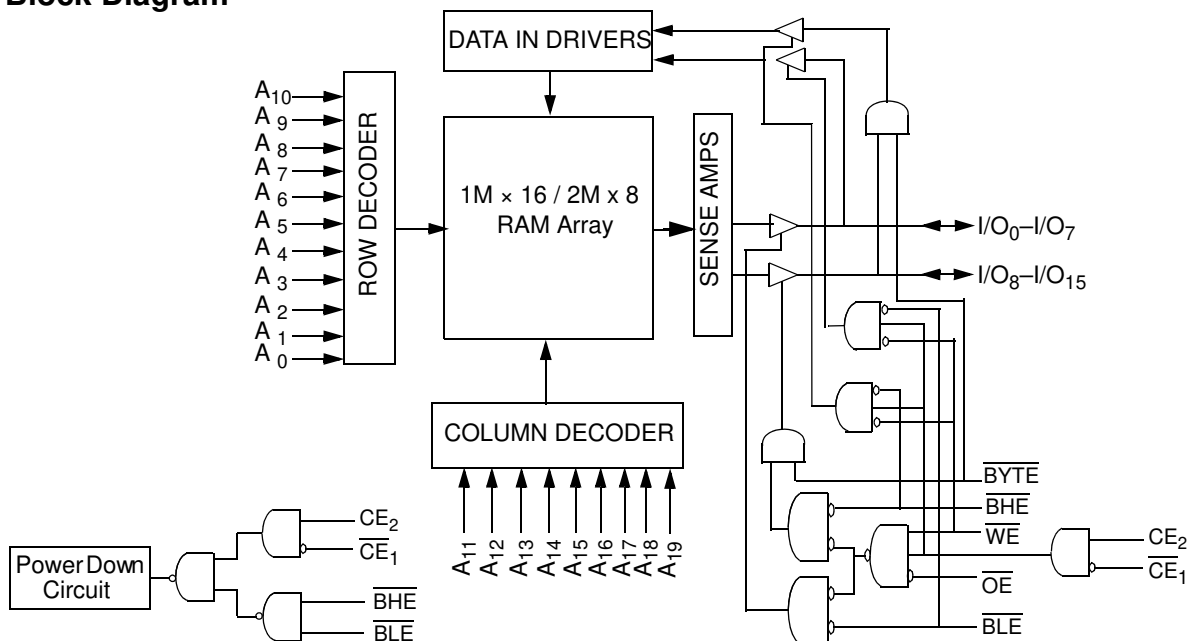 Block Diagram
DATA IN DRIVERS
A10
A9
A8
A7
A6
A5
A4
A3
A2
A1
A0
ROW DECODER
1M × 16 / 2M x 8
RAM Array
SENSE AMPS
I/O0–I/O7
I/O8–I/O15
COLUMN DECODER
A11
A12
A13
A14
A15
A16
A17
A18
A19
BYTE
BHE
WE
CE2
CE1
OE
BLE
Power Down
Circuit
CE2
CE1
BHE
BLE